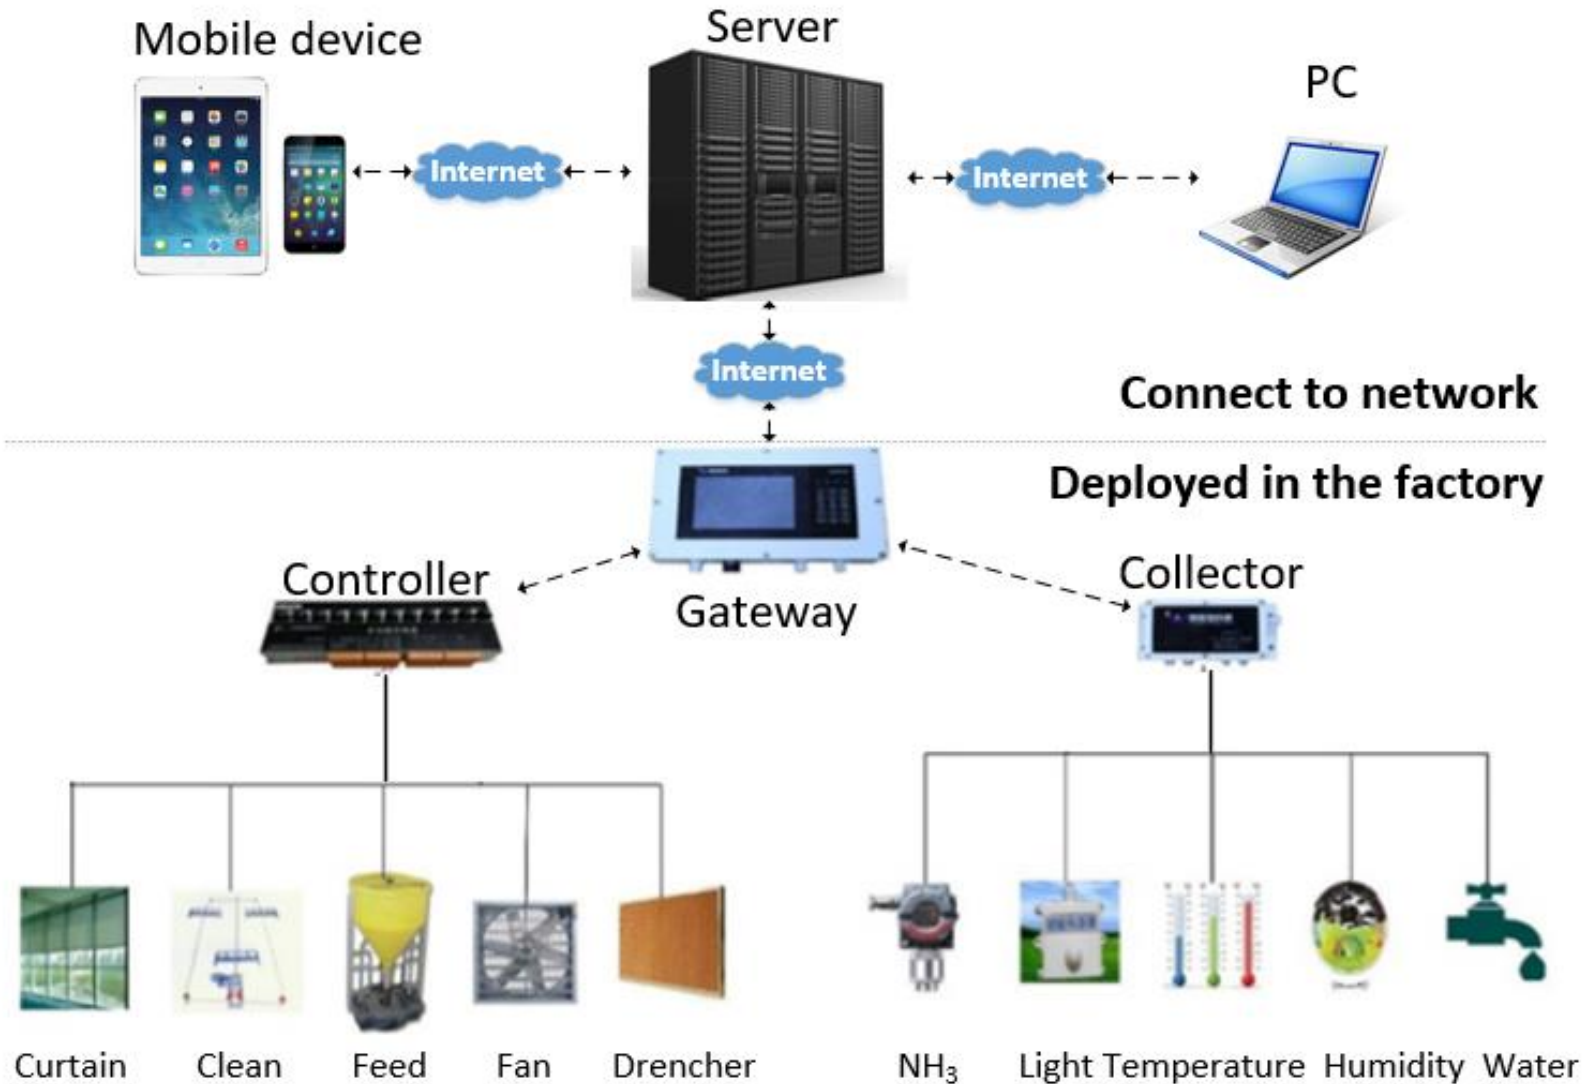 Mobile device
Server
PC
Internet
Internet
Internet
Connect to network
Deployed in the factory
Controller
Gateway
Collector
Curtain
Clean
Feed
Fan
Drencher
NH₃
Light
Temperature
Humidity
Water